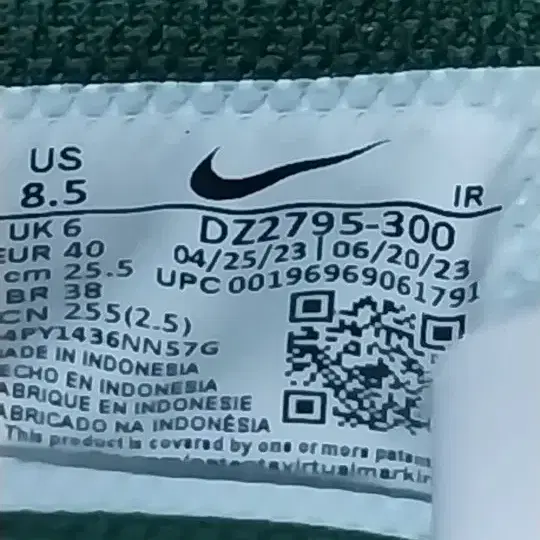 US
8.5
IR
UK 6
EUR 40
cm 25.5
BR 38
CN 255(2.5)
DZ2795-300
04/25/23 | 06/20/23
UPC 00196969061791
4PY1436NN57G
ADE IN INDONESIA
ECHO EN INDONESIA
ABRIQUE EN INDONESIE
ABRICADO NA INDONÉSIA
This product is covered by one or more paten
virtualmarkin